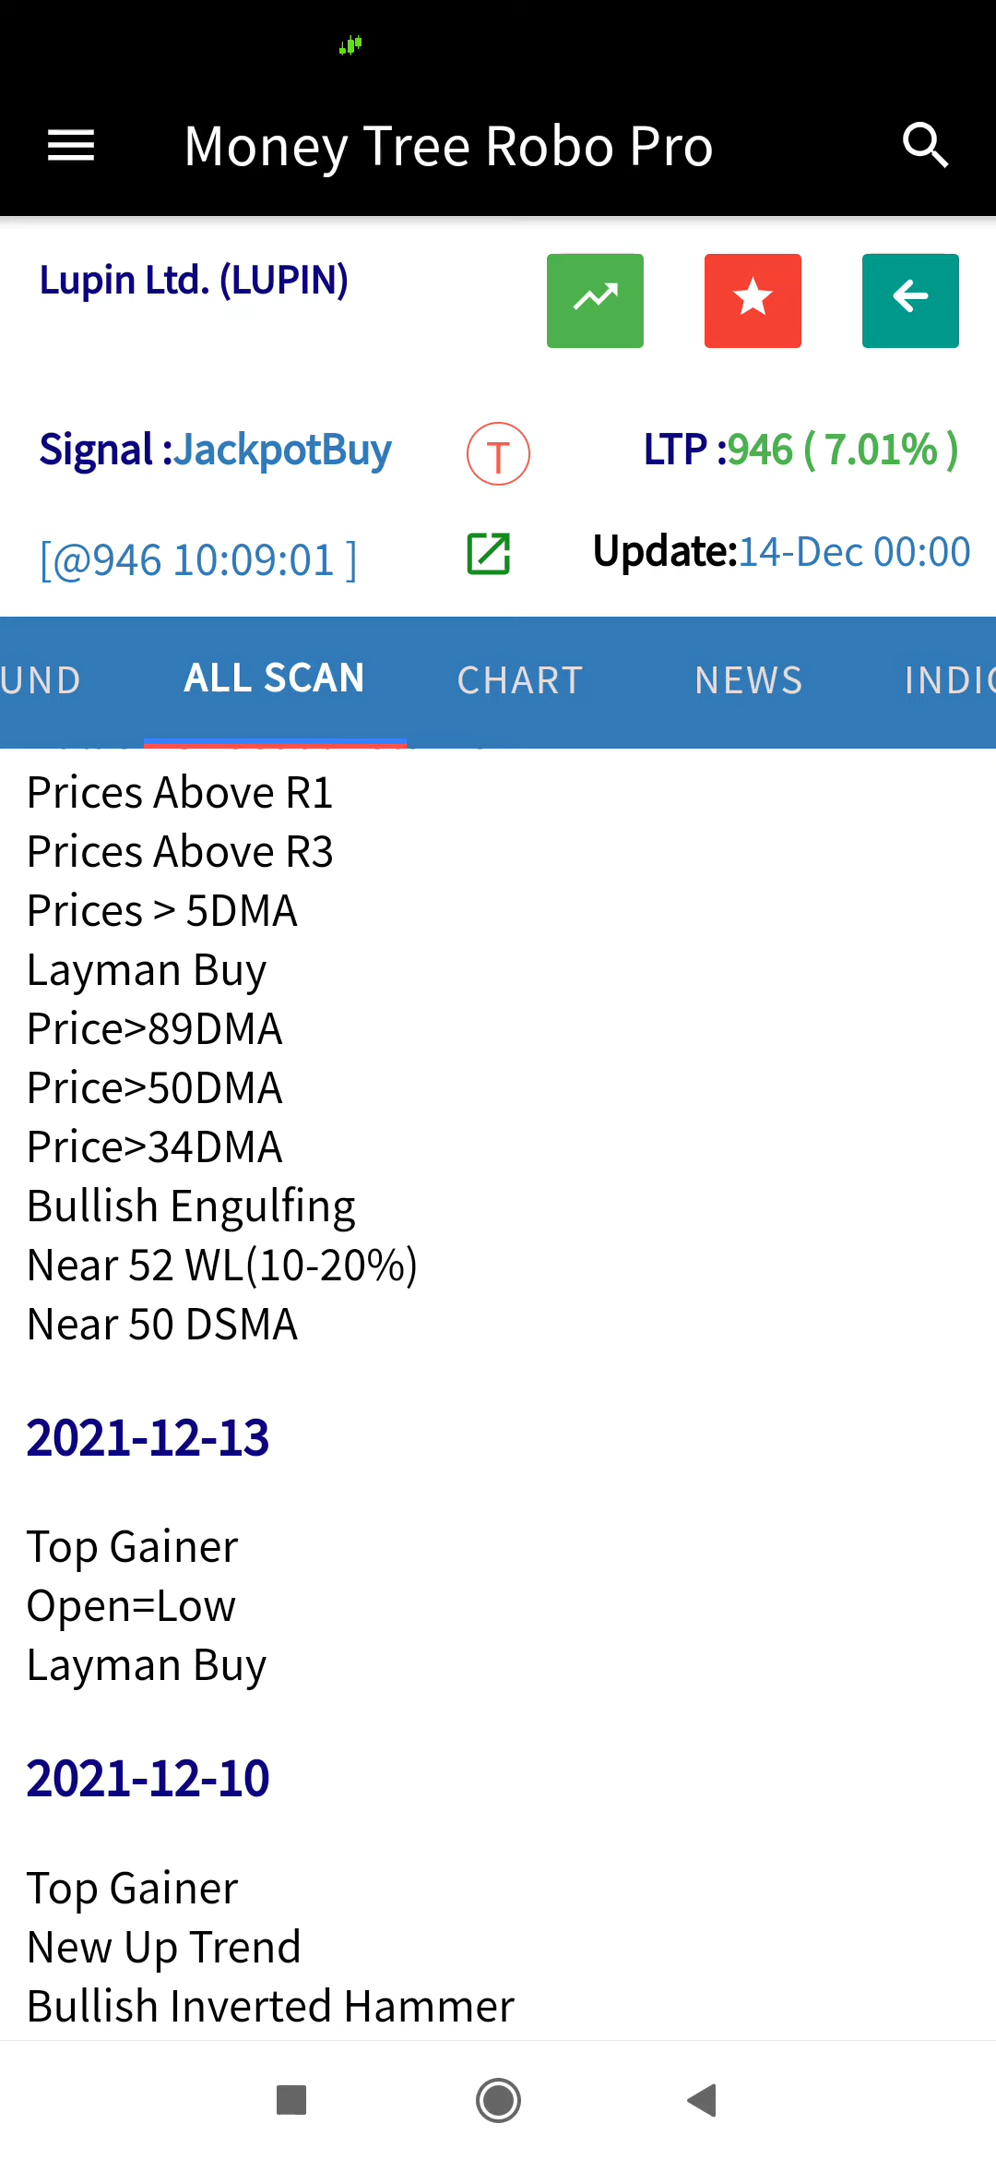 Money Tree Robo Pro
Lupin Ltd. (LUPIN)
Signal :JackpotBuy T LTP :946 ( 7.01% )
[@946 10:09:01 ] Update:14-Dec 00:00
UND ALL SCAN CHART NEWS INDIC
Prices Above R1
Prices Above R3
Prices > 5DMA
Layman Buy
Price>89DMA
Price>50DMA
Price>34DMA
Bullish Engulfing
Near 52 WL(10-20%)
Near 50 DSMA
2021-12-13
Top Gainer
Open=Low
Layman Buy
2021-12-10
Top Gainer
New Up Trend
Bullish Inverted Hammer